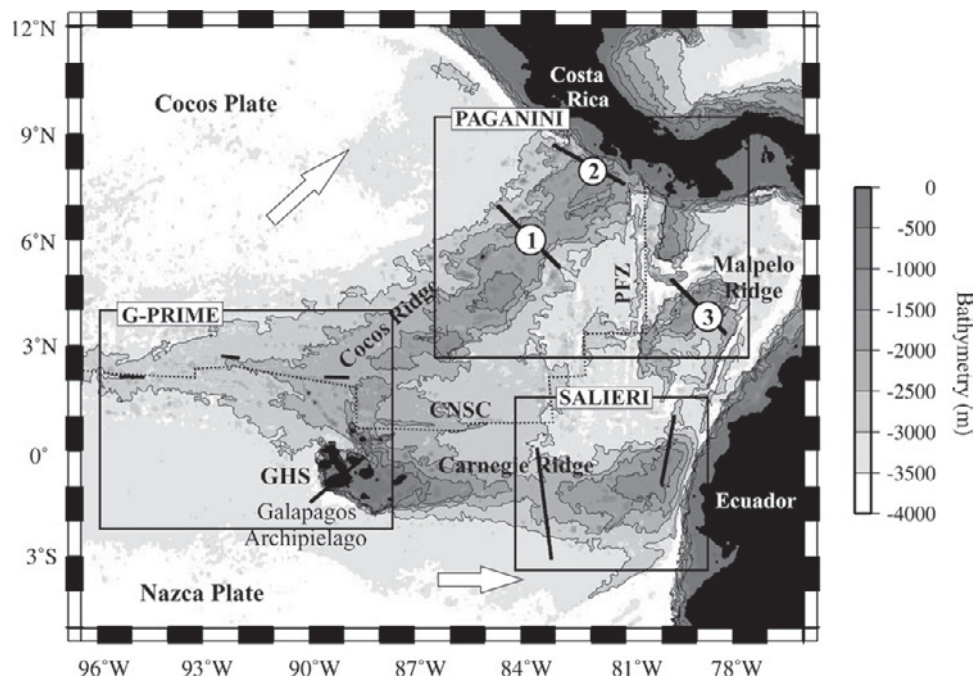 12°N
9°N
6°N
3°N
0°
3°S
96°W
93°W
90°W
87°W
84°W
81°W
78°W
Cocos Plate
Costa
Rica
PAGANINI
2
1
PFZ
Malpelo
Ridge
3
G-PRIME
Cocos Ridge
CNSC
SALIERI
GHS
Carnegie Ridge
Galapagos
Archipielago
Ecuador
Nazca Plate
0
-500
-1000
-1500
-2000
-2500
-3000
-3500
-4000
Bathymetry (m)